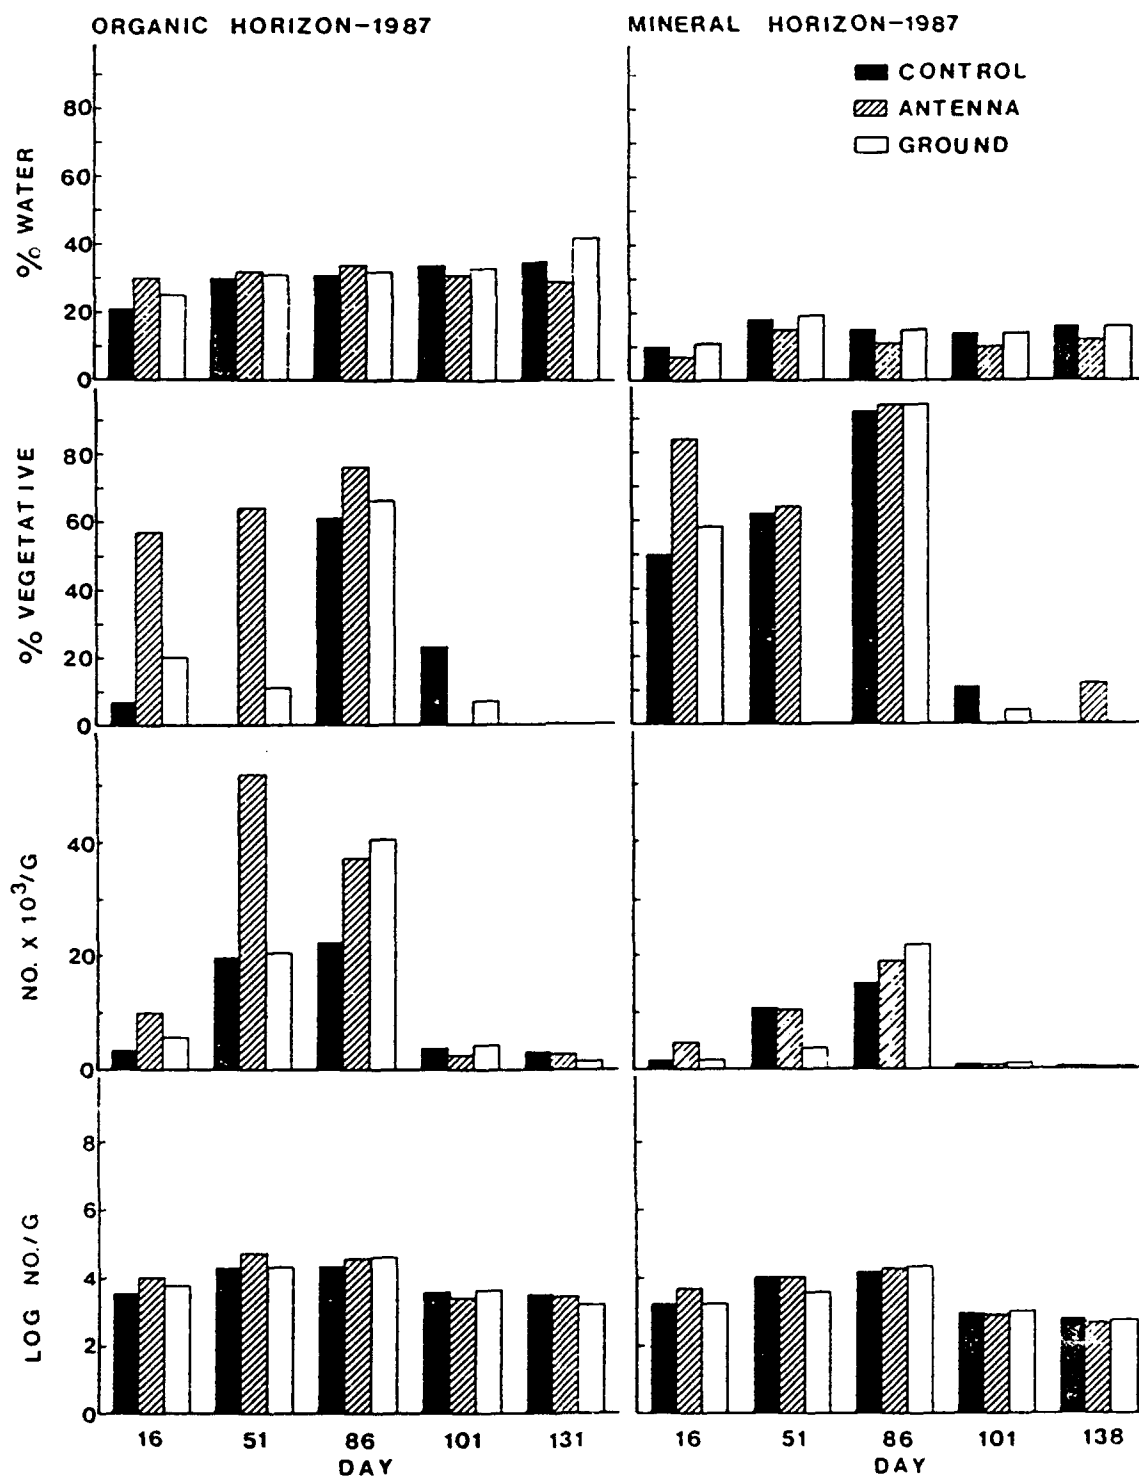 ORGANIC HORIZON-1987
MINERAL HORIZON-1987
CONTROL
ANTENNA
GROUND
% WATER
80
60
40
20
0
% VEGETATIVE
80
60
40
20
0
NO. X 10³/G
40
20
0
LOG NO./G
8
6
4
2
0
16 51 86 101 131
DAY
16 51 86 101 138
DAY